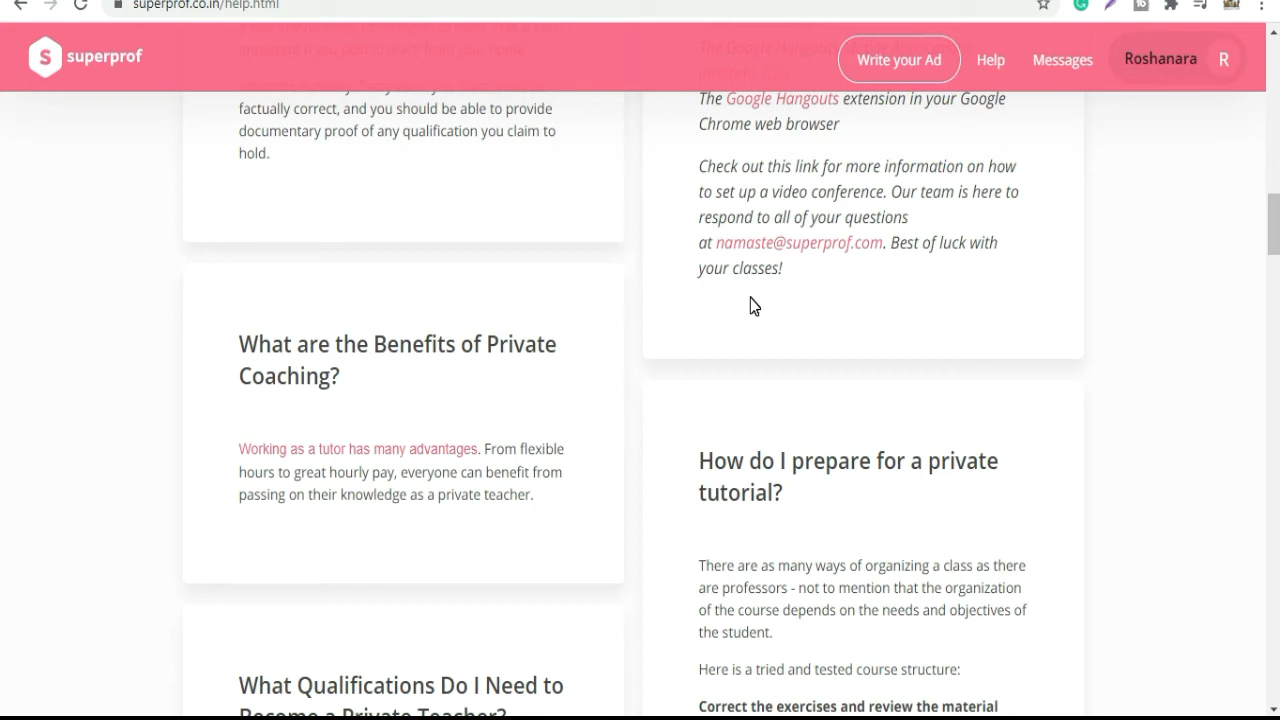 superprof.co.in/help.html
superprof
Write your Ad
Help
Messages
Roshanara
R
factually correct, and you should be able to provide
documentary proof of any qualification you claim to
hold.
What are the Benefits of Private
Coaching?
Working as a tutor has many advantages. From flexible
hours to great hourly pay, everyone can benefit from
passing on their knowledge as a private teacher.
What Qualifications Do I Need to
Become a Private Teacher?
The Google Hangouts extension in your Google
Chrome web browser
Check out this link for more information on how
to set up a video conference. Our team is here to
respond to all of your questions
at namaste@superprof.com. Best of luck with
your classes!
How do I prepare for a private
tutorial?
There are as many ways of organizing a class as there
are professors - not to mention that the organization
of the course depends on the needs and objectives of
the student.
Here is a tried and tested course structure:
Correct the exercises and review the material